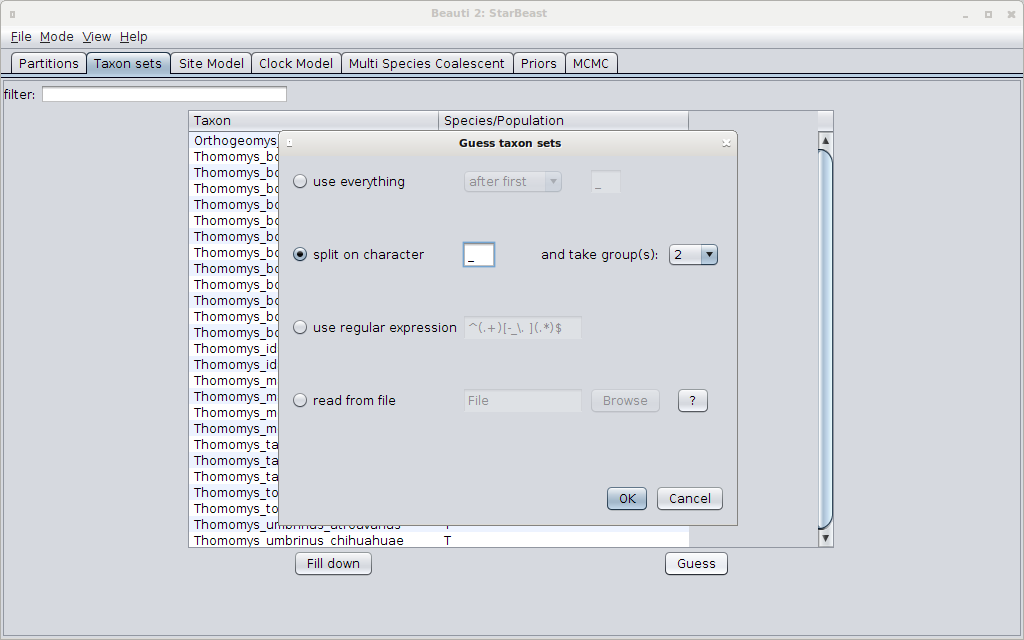 Beauti 2: StarBeast
File Mode View Help
Partitions Taxon sets Site Model Clock Model Multi Species Coalescent Priors MCMC
filter:
Taxon Species/Population
Orthogeomys_
Guess taxon sets
Thomomys_bo
Thomomys_bo
use everything after first _
Thomomys_bo
Thomomys_bo
Thomomys_bo
Thomomys_bo
Thomomys_bo
split on character _ and take group(s): 2
Thomomys_bo
Thomomys_bo
Thomomys_bo
Thomomys_bo
Thomomys_bo
use regular expression ^(.+)[-_\. ](.*)$
Thomomys_id
Thomomys_id
Thomomys_m
Thomomys_m
read from file File Browse ?
Thomomys_m
Thomomys_m
Thomomys_ta
Thomomys_ta
Thomomys_ta
Thomomys_to
OK Cancel
Thomomys_to
Thomomys_umbrinus_atroavarius T
Thomomys_umbrinus_chihuahuae T
Fill down Guess